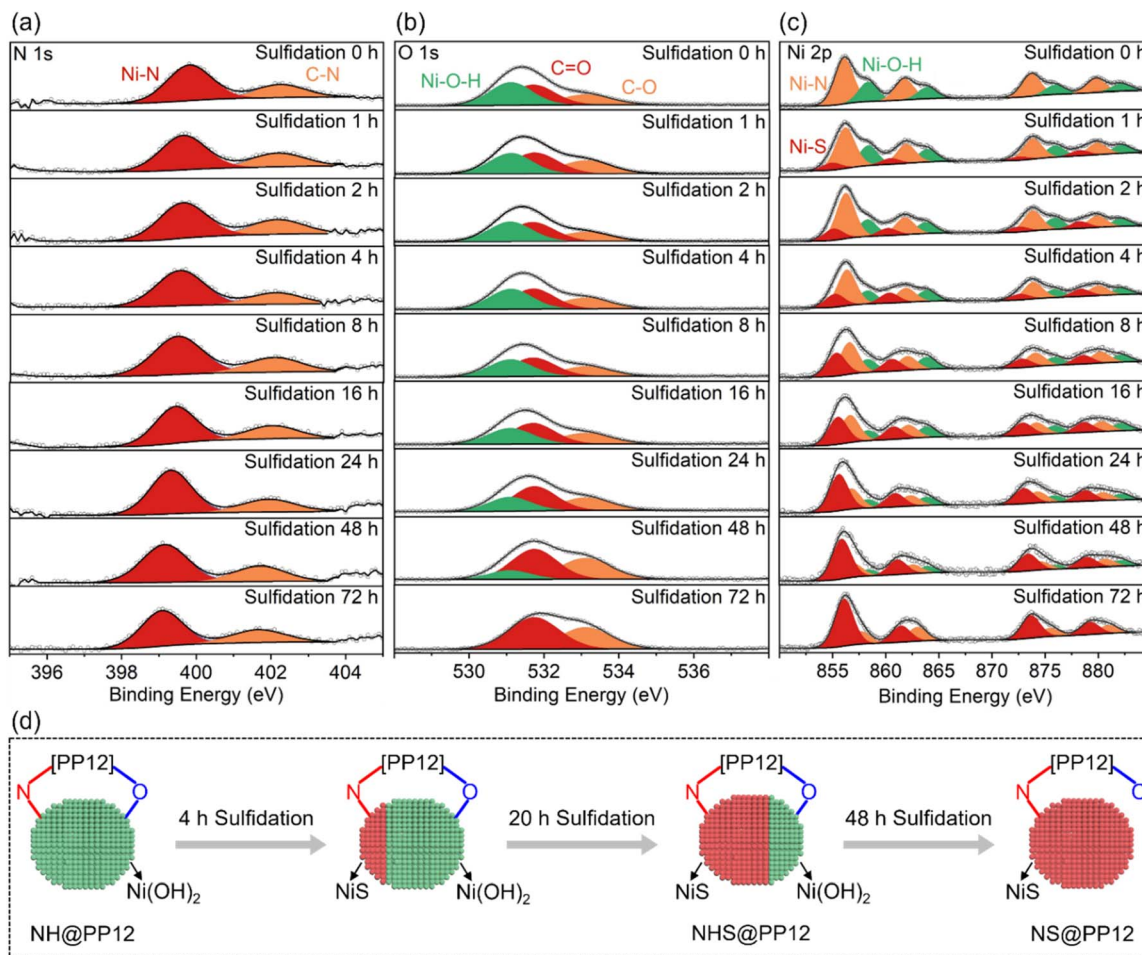 (a)
N 1s
Sulfidation 0 h
Ni-N
C-N
Sulfidation 1 h
Sulfidation 2 h
Sulfidation 4 h
Sulfidation 8 h
Sulfidation 16 h
Sulfidation 24 h
Sulfidation 48 h
Sulfidation 72 h
396 398 400 402 404
Binding Energy (eV)
(b)
O 1s
Sulfidation 0 h
Ni-O-H
C=O
C-O
Sulfidation 1 h
Sulfidation 2 h
Sulfidation 4 h
Sulfidation 8 h
Sulfidation 16 h
Sulfidation 24 h
Sulfidation 48 h
Sulfidation 72 h
530 532 534 536
Binding Energy (eV)
(c)
Ni 2p
Sulfidation 0 h
Ni-N
Ni-O-H
Sulfidation 1 h
Ni-S
Sulfidation 2 h
Sulfidation 4 h
Sulfidation 8 h
Sulfidation 16 h
Sulfidation 24 h
Sulfidation 48 h
Sulfidation 72 h
855 860 865 870 875 880
Binding Energy (eV)
(d)
[PP12] [PP12] [PP12] [PP12]
N O N O N O N O
4 h Sulfidation 20 h Sulfidation 48 h Sulfidation
Ni(OH)2 NiS Ni(OH)2 NiS Ni(OH)2 NiS
NH@PP12 NHS@PP12 NS@PP12